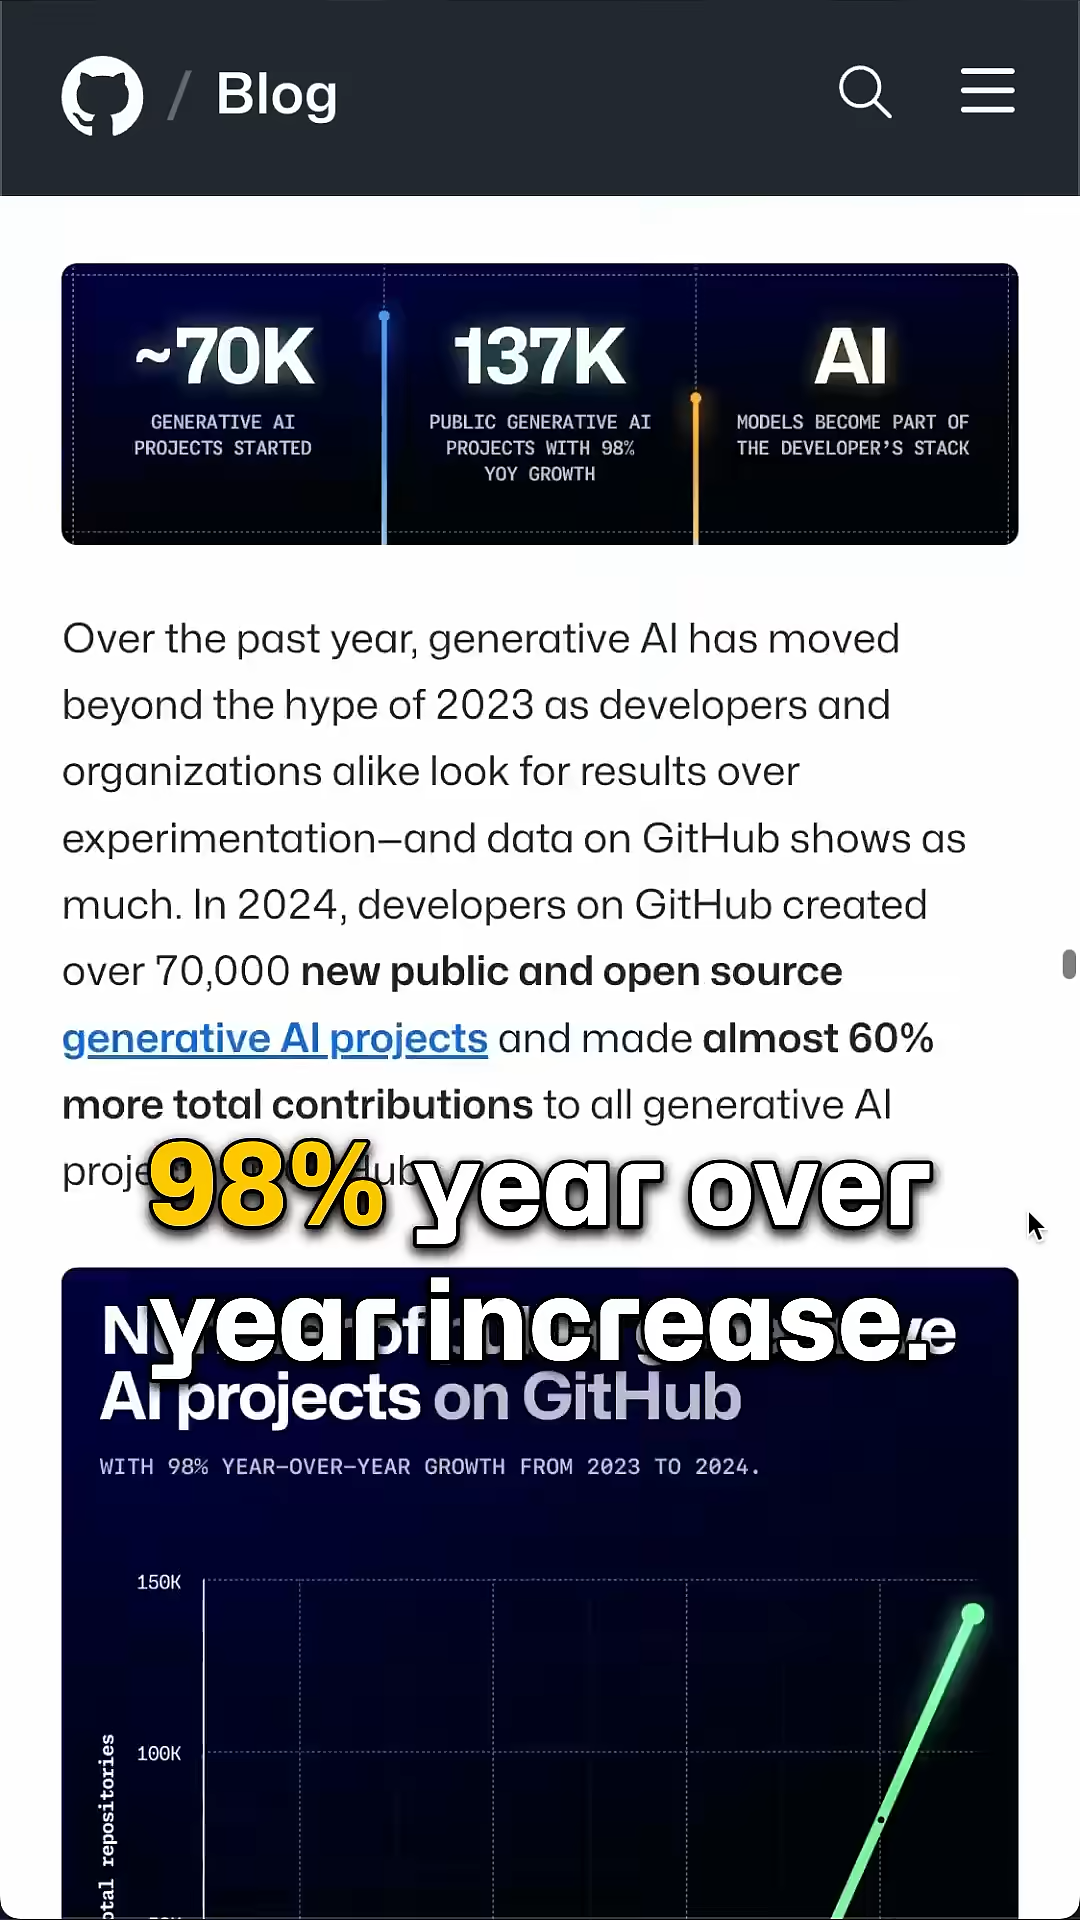 / Blog
~70K
GENERATIVE AI
PROJECTS STARTED
137K
PUBLIC GENERATIVE AI
PROJECTS WITH 98%
YOY GROWTH
AI
MODELS BECOME PART OF
THE DEVELOPER'S STACK
Over the past year, generative AI has moved
beyond the hype of 2023 as developers and
organizations alike look for results over
experimentation—and data on GitHub shows as
much. In 2024, developers on GitHub created
over 70,000 new public and open source
generative AI projects and made almost 60%
more total contributions to all generative AI
98% year over
year increase.
AI projects on GitHub
WITH 98% YEAR-OVER-YEAR GROWTH FROM 2023 TO 2024.
150K
100K
repositories